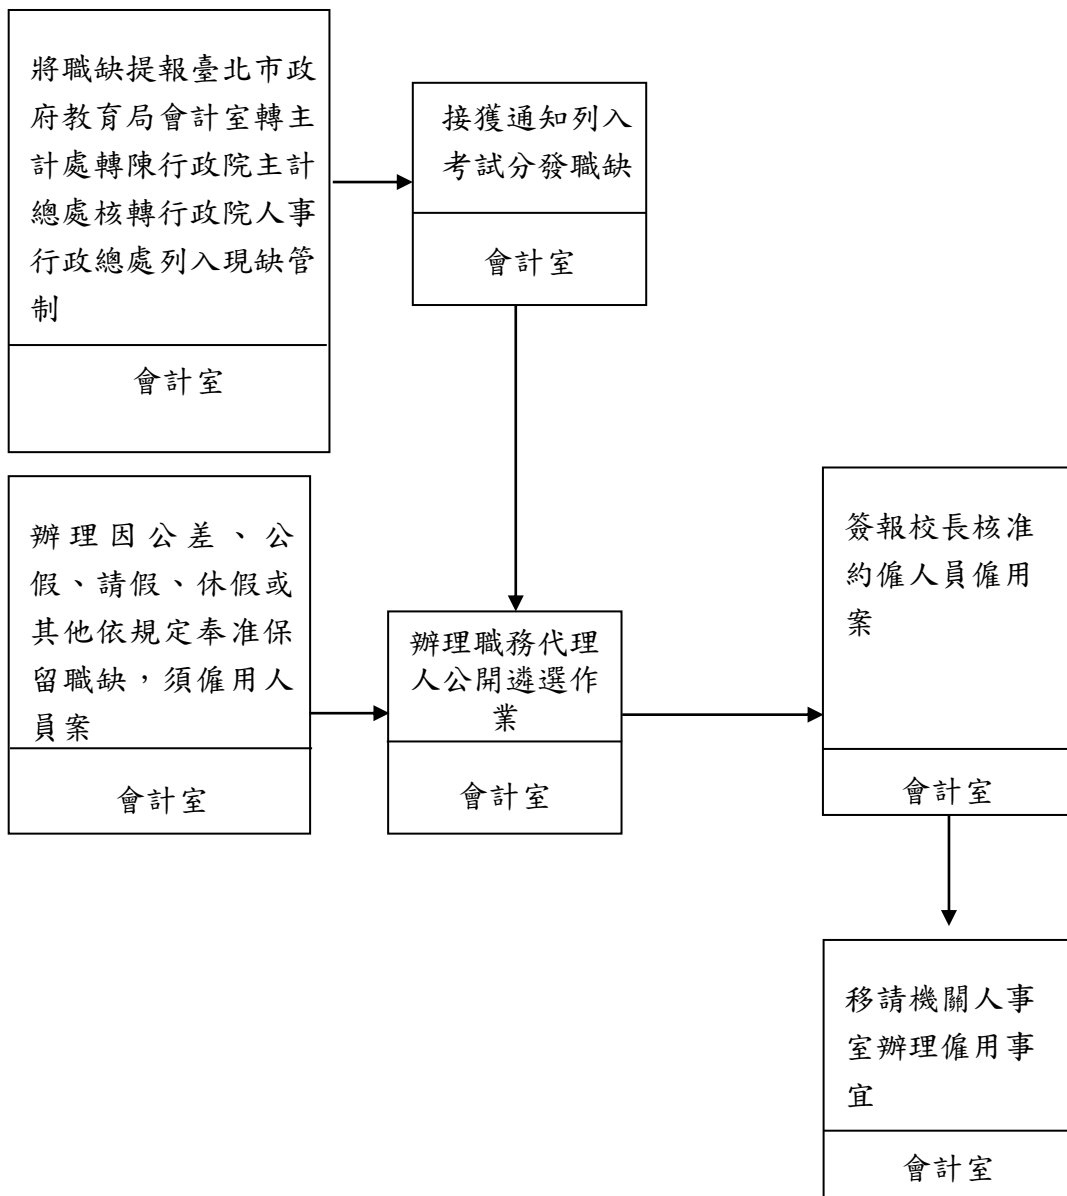 將職缺提報臺北市政
府教育局會計室轉主
計處轉陳行政院主計
總處核轉行政院人事
行政總處列入現缺管
制
會計室
接獲通知列入
考試分發職缺
會計室
辦理因公差、公
假、請假、休假或
其他依規定奉准保
留職缺，須僱用人
員案
會計室
辦理職務代理
人公開遴選作
業
會計室
簽報校長核准
約僱人員僱用
案
會計室
移請機關人事
室辦理僱用事
宜
會計室